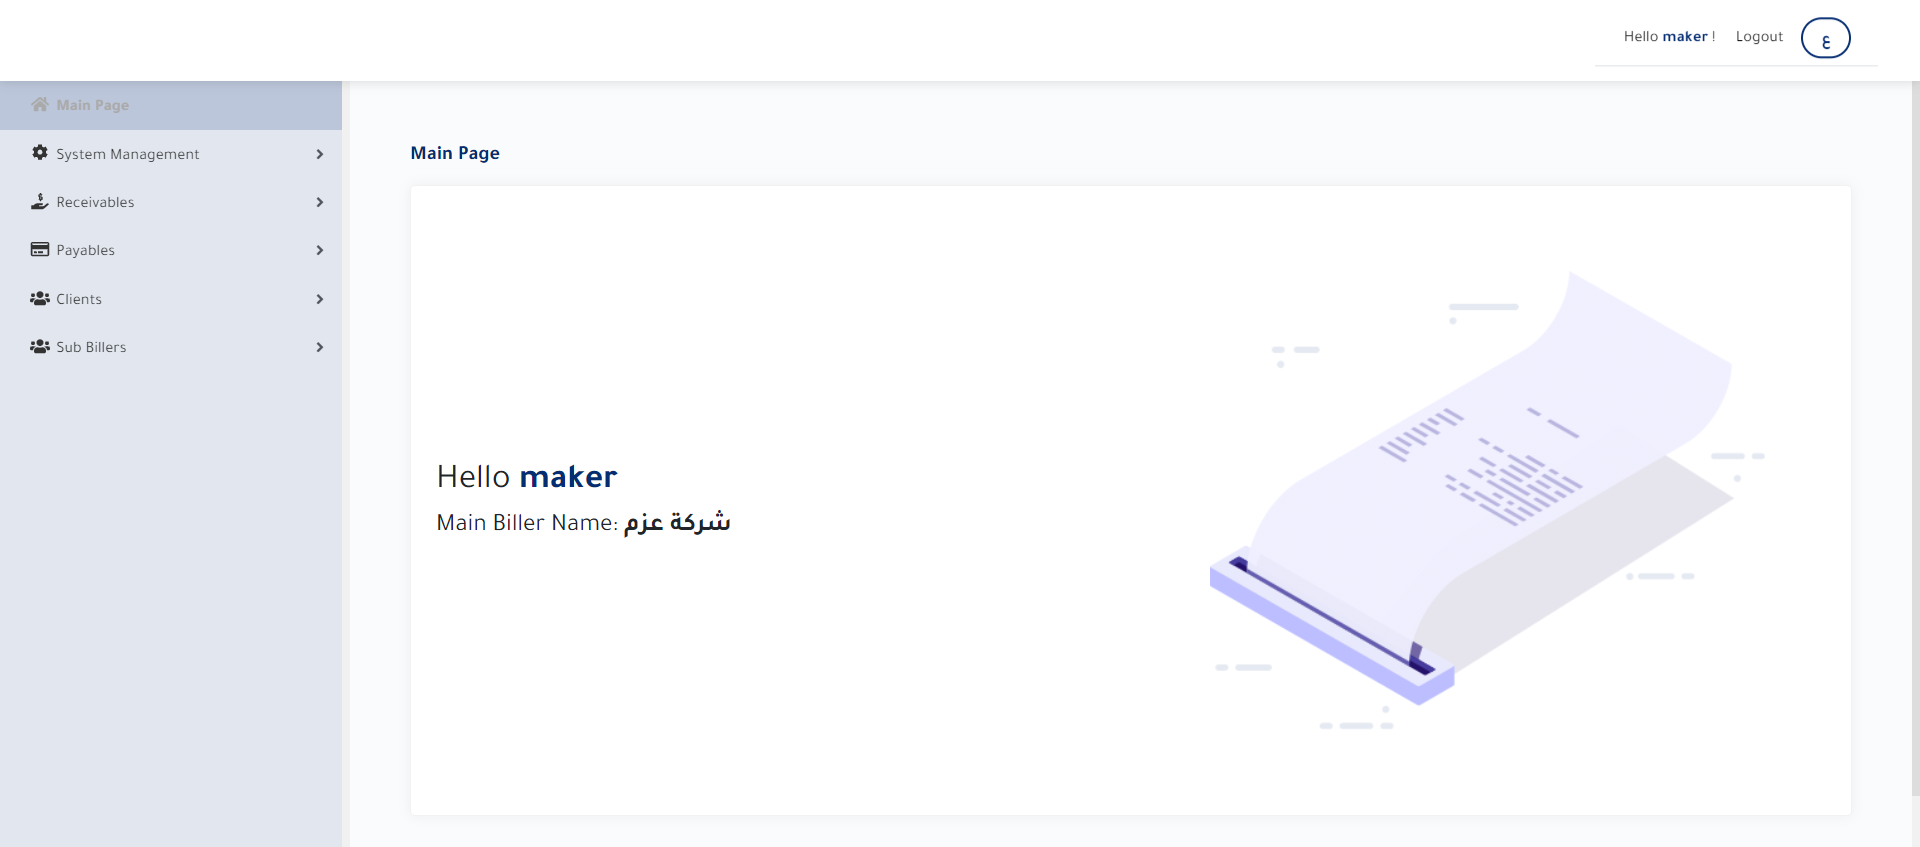 Hello maker !
Logout
ع
Main Page
System Management
Receivables
Payables
Clients
Sub Billers
Main Page
Hello maker
Main Biller Name: شركة عزم